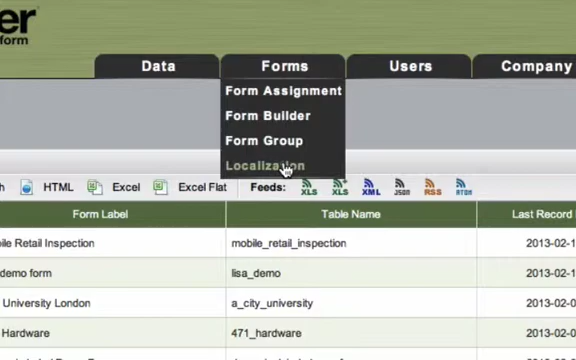 er
form
Data Forms Users Company
Form Assignment
Form Builder
Form Group
Localization
h HTML Excel Excel Flat Feeds: XLS XLS XML JSON RSS ATOM
Form Label Table Name Last Record
ile Retail Inspection mobile_retail_inspection 2013-02-1
demo form lisa_demo 2013-02-1
University London a_city_university 2013-02-0
Hardware 471_hardware 2013-02-0